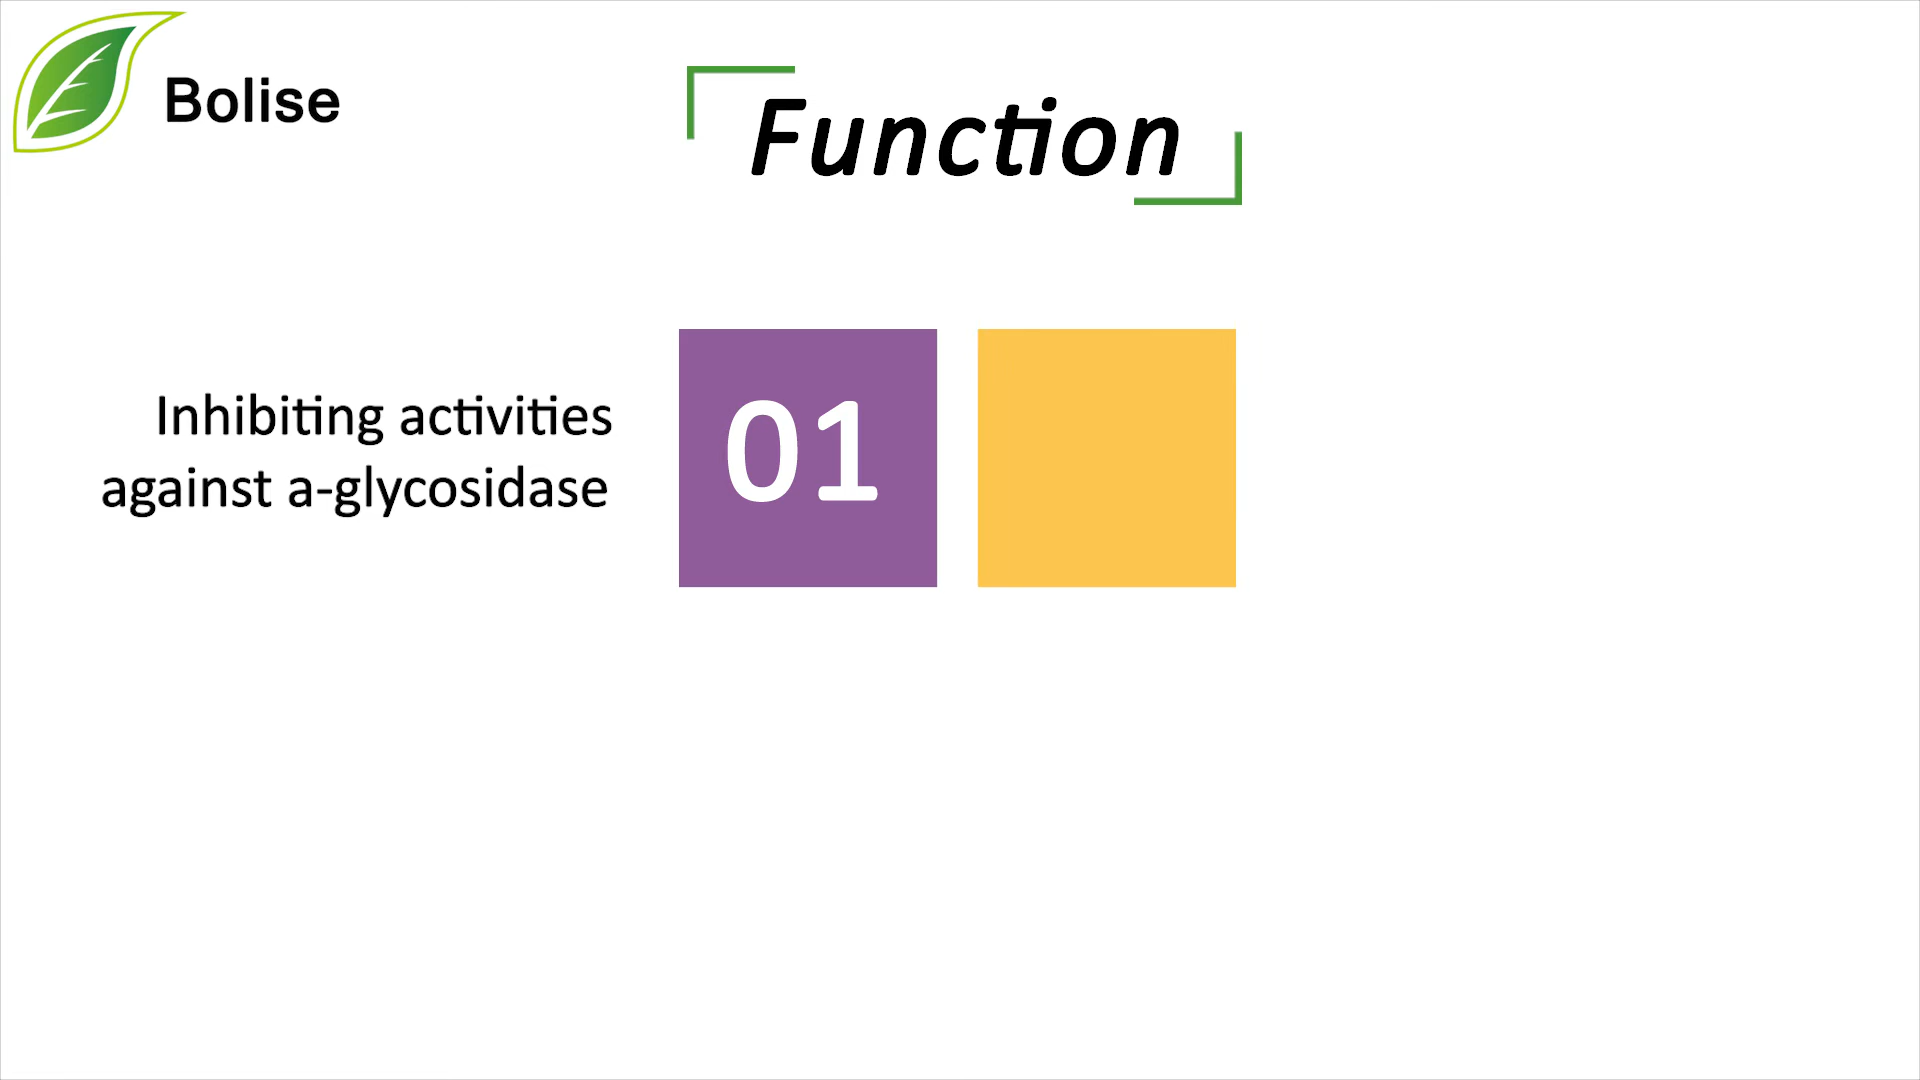 Bolise
Function
Inhibiting activities
against a-glycosidase
01